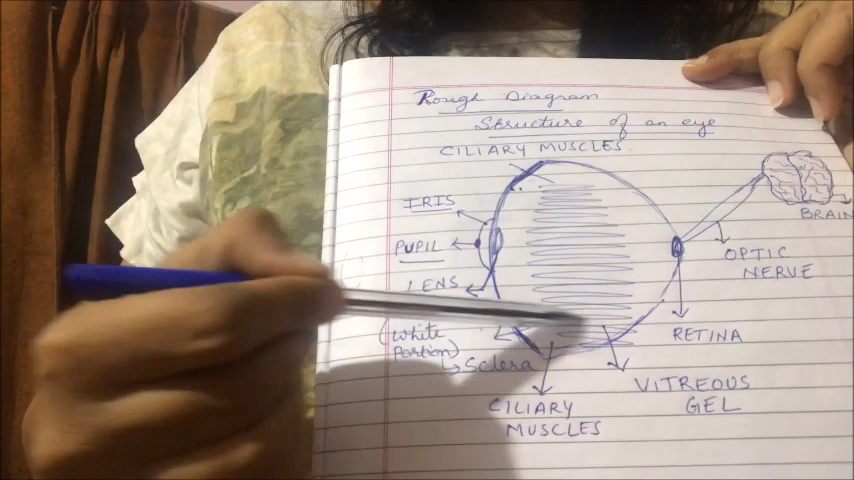 Rough Diagram
Structure of an eye
CILIARY MUSCLES
IRIS
PUPIL
LENS
(White
Portion)
Sclera
CILIARY
MUSCLES
VITREOUS
GEL
RETINA
OPTIC
NERVE
BRAIN